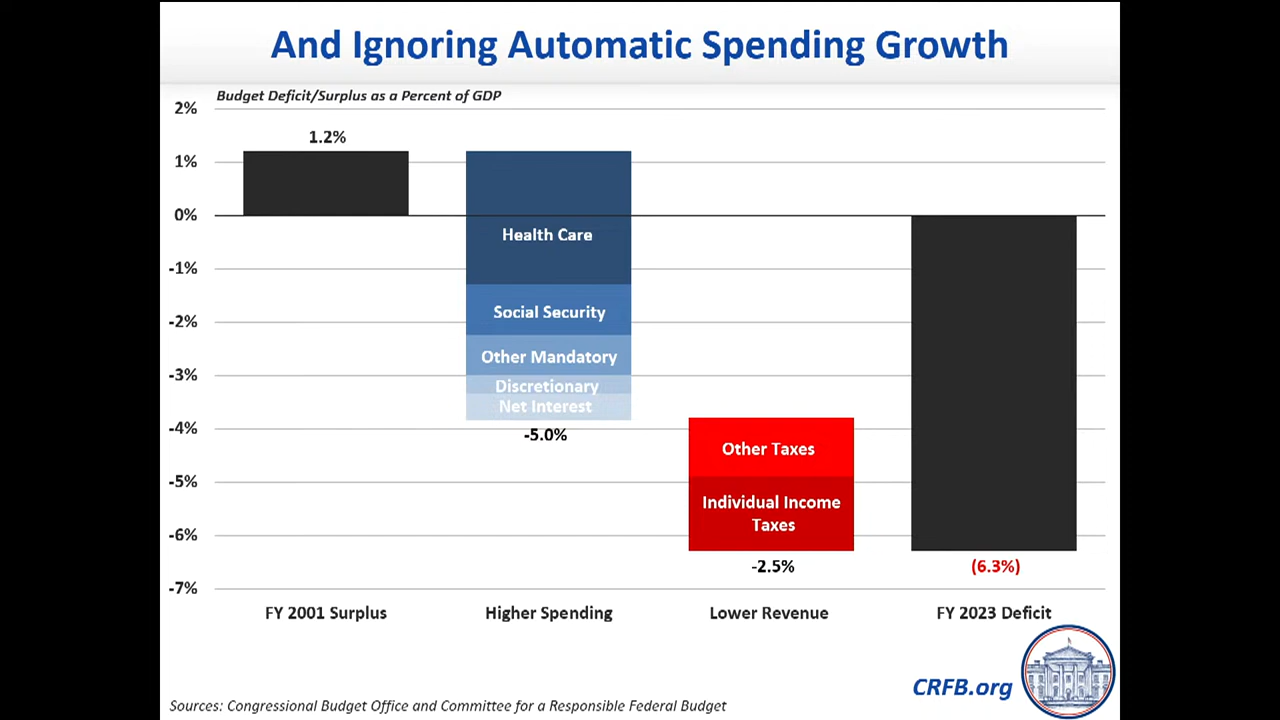 And Ignoring Automatic Spending Growth
Budget Deficit/Surplus as a Percent of GDP
2%
1%
0%
-1%
-2%
-3%
-4%
-5%
-6%
-7%
1.2%
Health Care
Social Security
Other Mandatory
Discretionary
Net Interest
-5.0%
Other Taxes
Individual Income
Taxes
-2.5%
(6.3%)
FY 2001 Surplus
Higher Spending
Lower Revenue
FY 2023 Deficit
CRFB.org
Sources: Congressional Budget Office and Committee for a Responsible Federal Budget